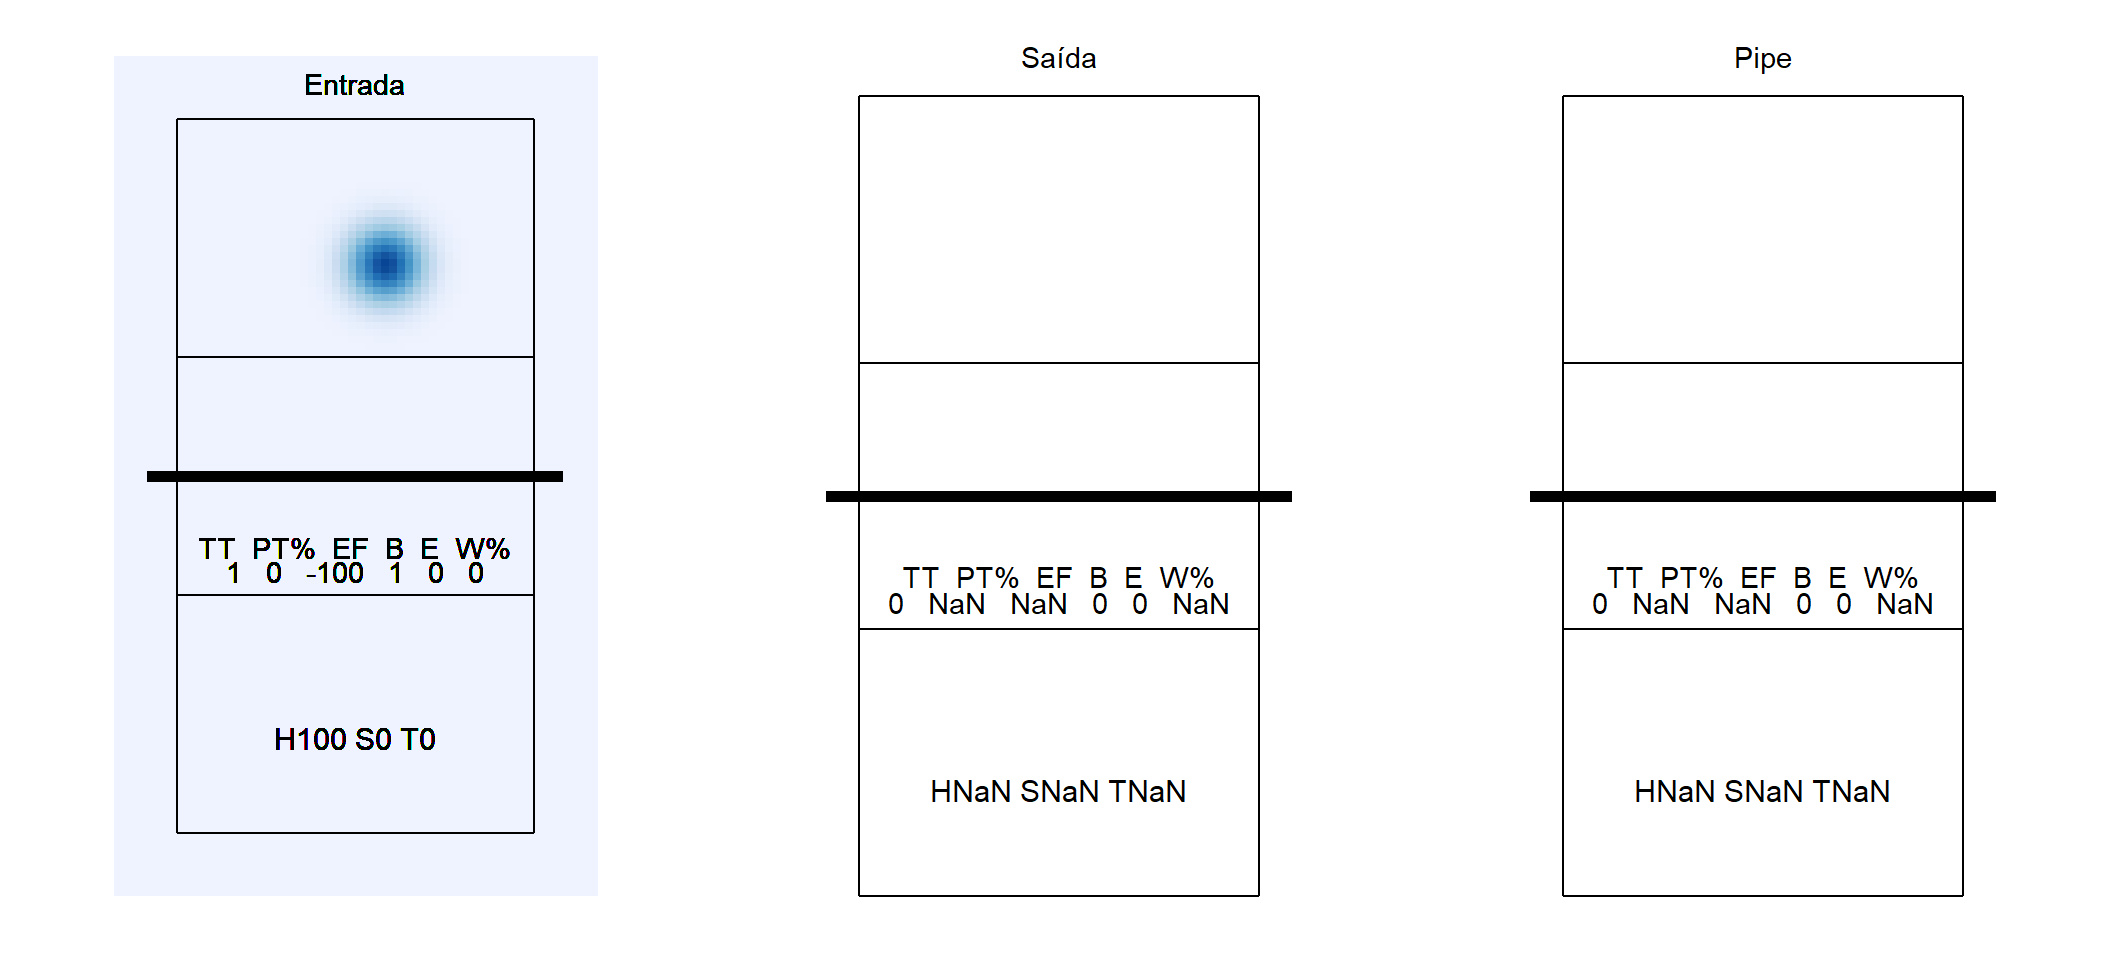 Entrada
TT PT% EF B E W%
1 0 -100 1 0 0
H100 S0 T0
Saída
TT PT% EF B E W%
0 NaN NaN 0 0 NaN
HNaN SNaN TNaN
Pipe
TT PT% EF B E W%
0 NaN NaN 0 0 NaN
HNaN SNaN TNaN